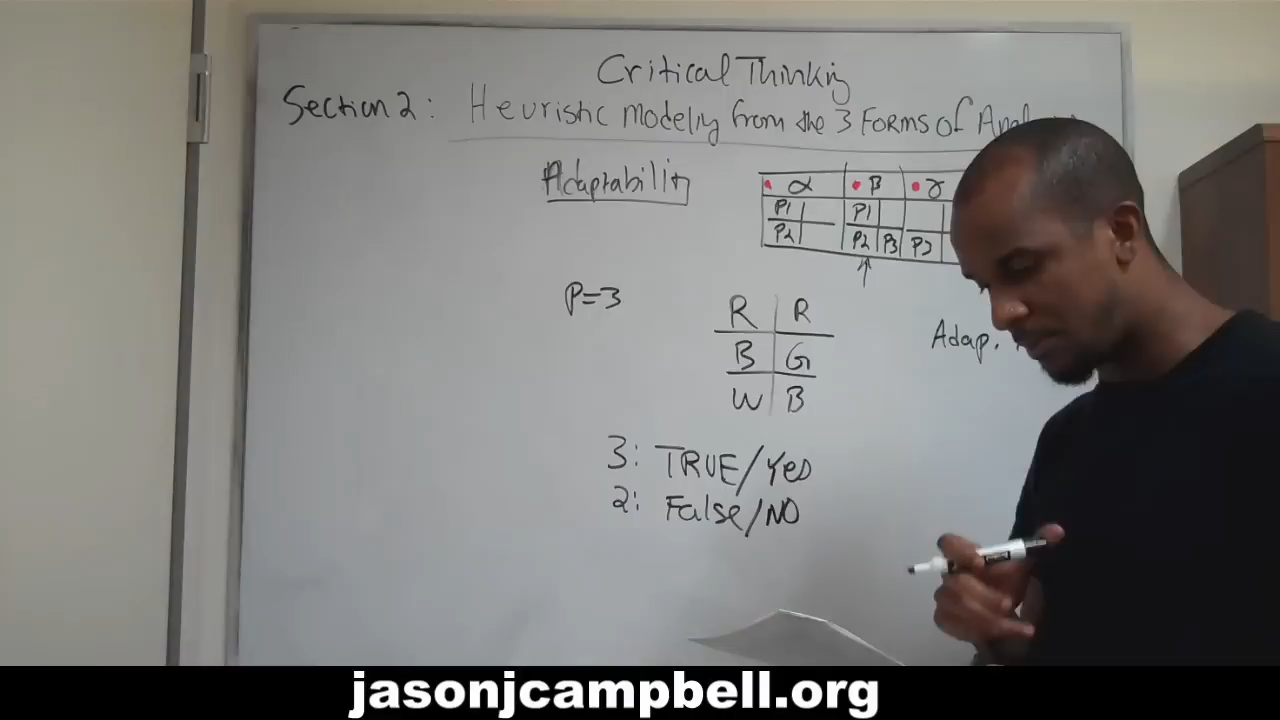 Critical Thinking
Section 2: Heuristic Modeling from the 3 Forms of
Adaptability
α B γ
P1 P1
P2 P2 P3 P2
P=3
R R
B G
W B
Adap.
3: TRUE/Yes
2: False/NO
jasonjcampbell.org